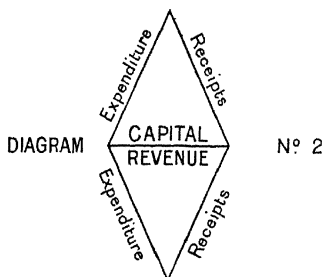 Expenditure
Receipts
DIAGRAM
CAPITAL
REVENUE
Nº 2
Expenditure
Receipts